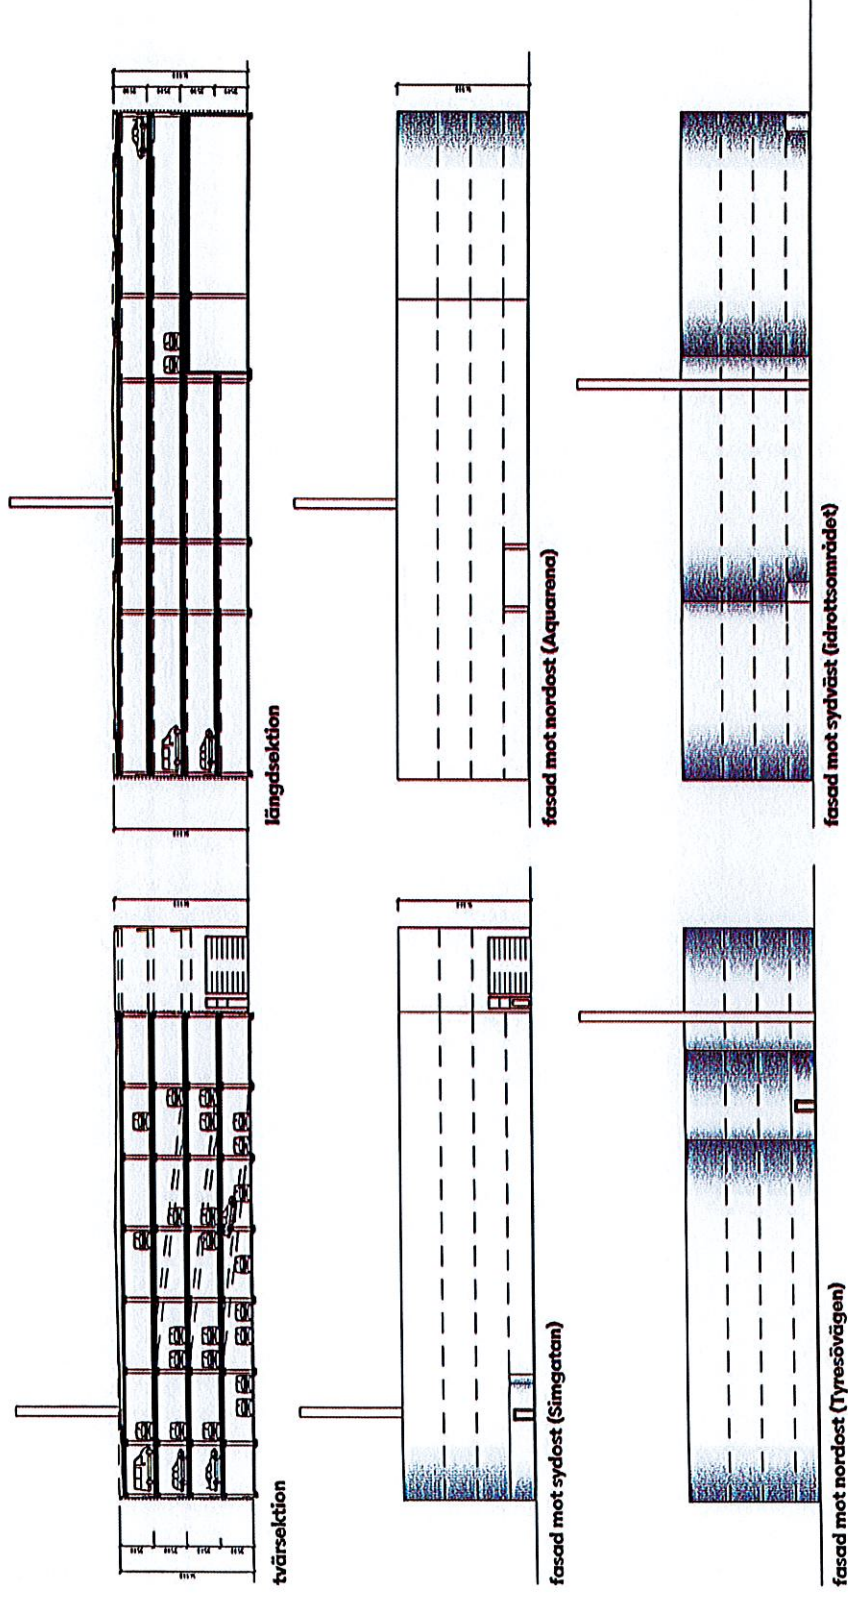 tvärsektion
längdsektion
fasad mot sydost (Simgatan)
fasad mot nordost (Aquarena)
fasad mot nordost (Tyresövägen)
fasad mot sydväst (idrottsområdet)